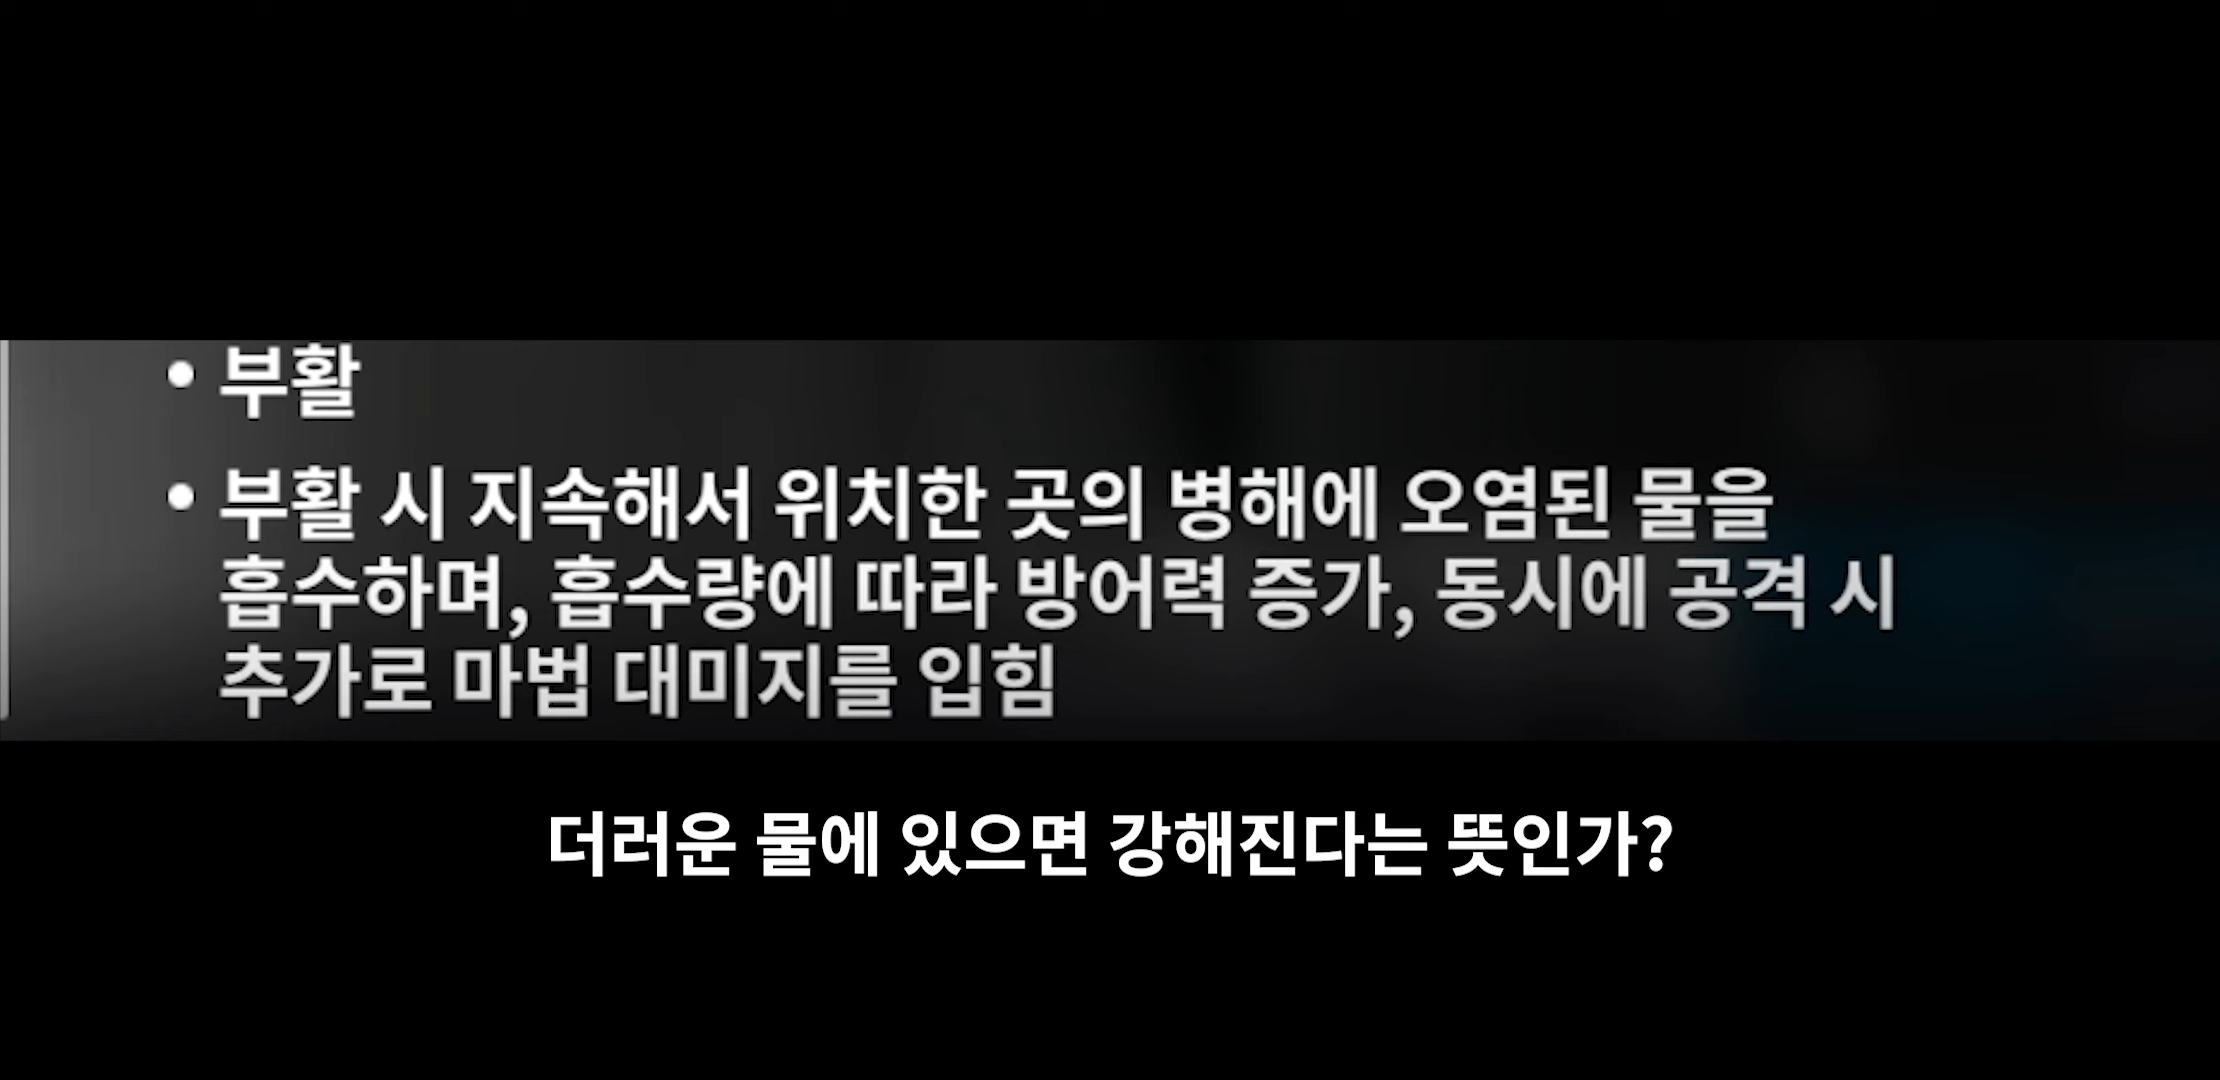 • 부활
• 부활 시 지속해서 위치한 곳의 병해에 오염된 물을
흡수하며, 흡수량에 따라 방어력 증가, 동시에 공격 시
추가로 마법 대미지를 입힘
더러운 물에 있으면 강해진다는 뜻인가?